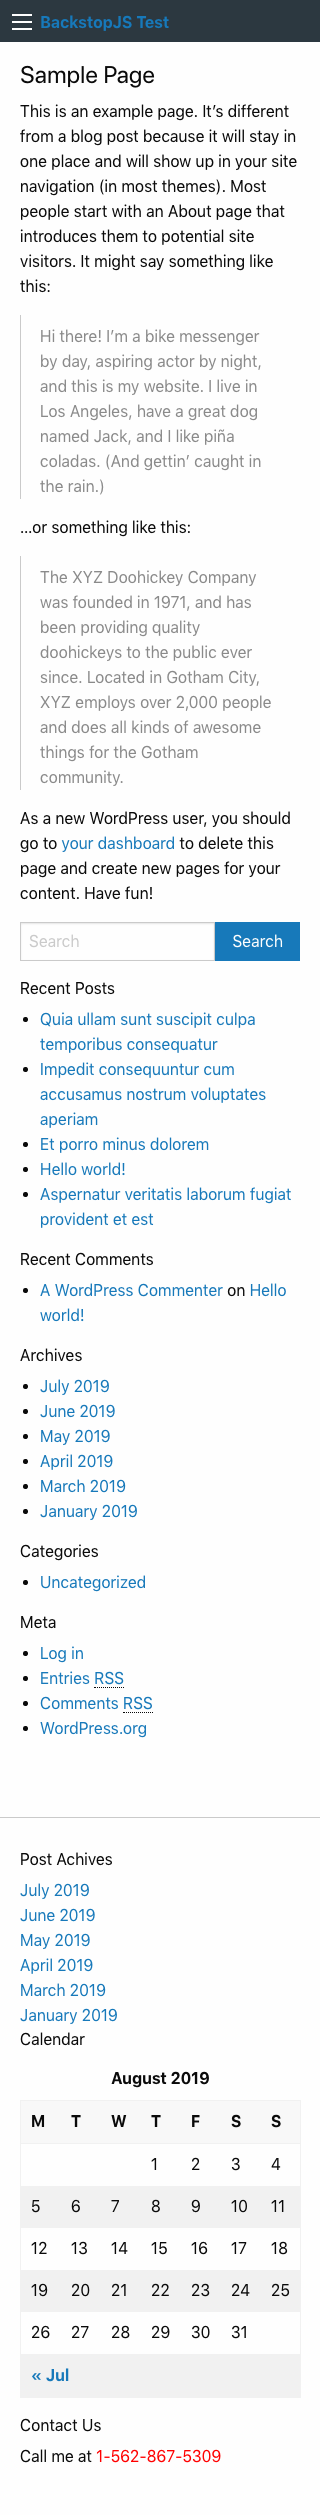 BackstopJS Test
Sample Page
This is an example page. It’s different
from a blog post because it will stay in
one place and will show up in your site
navigation (in most themes). Most
people start with an About page that
introduces them to potential site
visitors. It might say something like
this:
Hi there! I’m a bike messenger
by day, aspiring actor by night,
and this is my website. I live in
Los Angeles, have a great dog
named Jack, and I like piña
coladas. (And gettin’ caught in
the rain.)
…or something like this:
The XYZ Doohickey Company
was founded in 1971, and has
been providing quality
doohickeys to the public ever
since. Located in Gotham City,
XYZ employs over 2,000 people
and does all kinds of awesome
things for the Gotham
community.
As a new WordPress user, you should
go to your dashboard to delete this
page and create new pages for your
content. Have fun!
Search Search
Recent Posts
Quia ullam sunt suscipit culpa
temporibus consequatur
Impedit consequuntur cum
accusamus nostrum voluptates
aperiam
Et porro minus dolorem
Hello world!
Aspernatur veritatis laborum fugiat
provident et est
Recent Comments
A WordPress Commenter on Hello
world!
Archives
July 2019
June 2019
May 2019
April 2019
March 2019
January 2019
Categories
Uncategorized
Meta
Log in
Entries RSS
Comments RSS
WordPress.org
Post Achives
July 2019
June 2019
May 2019
April 2019
March 2019
January 2019
Calendar
August 2019
M T W T F S S
1 2 3 4
5 6 7 8 9 10 11
12 13 14 15 16 17 18
19 20 21 22 23 24 25
26 27 28 29 30 31
« Jul
Contact Us
Call me at 1-562-867-5309